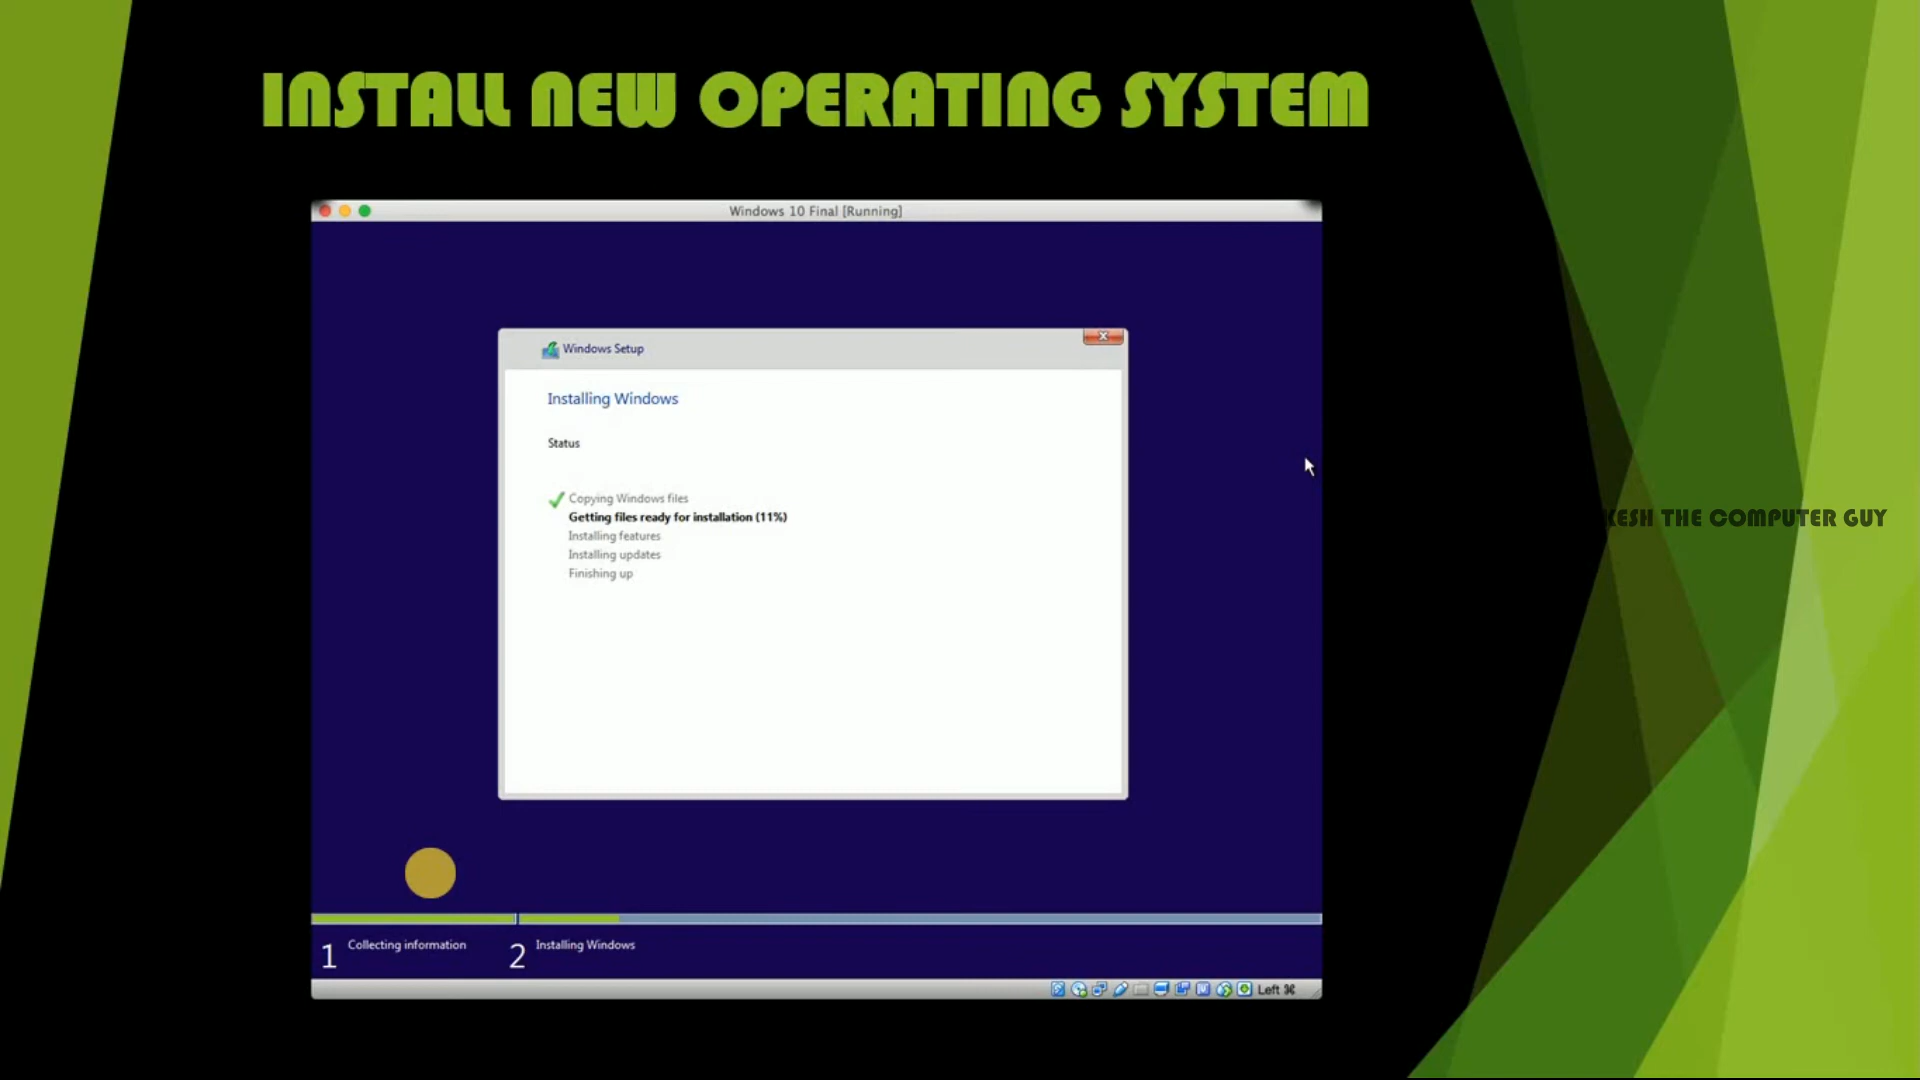 INSTALL NEW OPERATING SYSTEM
Windows 10 Final [Running]
Windows Setup
Installing Windows
Status
Copying Windows files
Getting files ready for installation (11%)
Installing features
Installing updates
Finishing up
KESH THE COMPUTER GUY
1 Collecting information
2 Installing Windows
Left ⌘